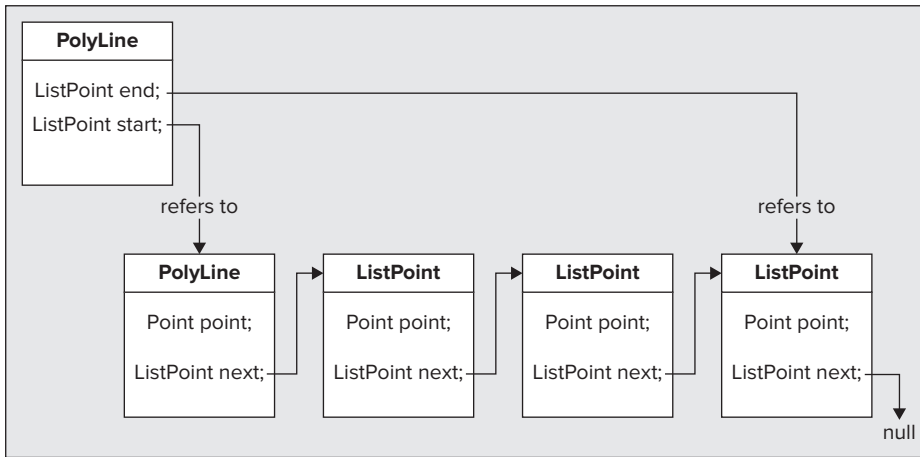 PolyLine
ListPoint end;
ListPoint start;
refers to
refers to
PolyLine
Point point;
ListPoint next;
ListPoint
Point point;
ListPoint next;
ListPoint
Point point;
ListPoint next;
ListPoint
Point point;
ListPoint next;
null